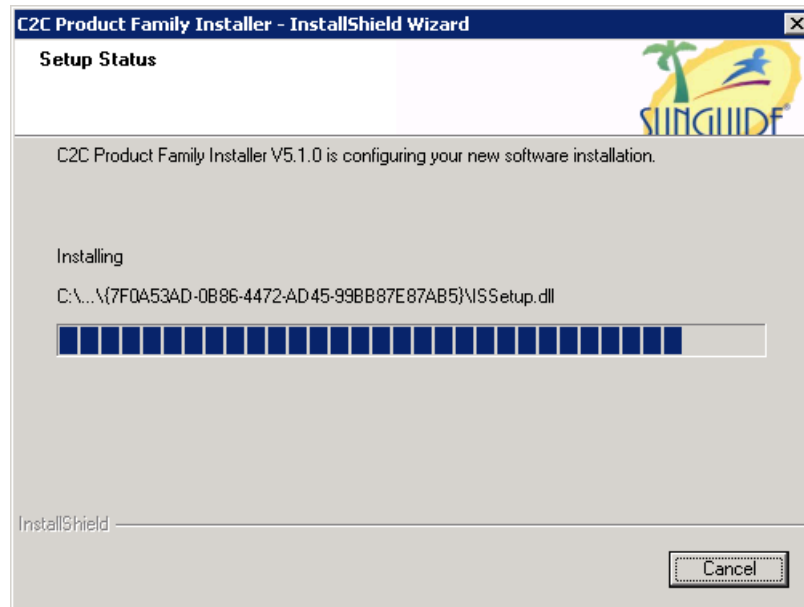 C2C Product Family Installer - InstallShield Wizard
Setup Status
SUNGUIDE®
C2C Product Family Installer V5.1.0 is configuring your new software installation.
Installing
C:\...\{7F0A53AD-0B86-4472-AD45-99BB87E87AB5}\ISSetup.dll
InstallShield
Cancel